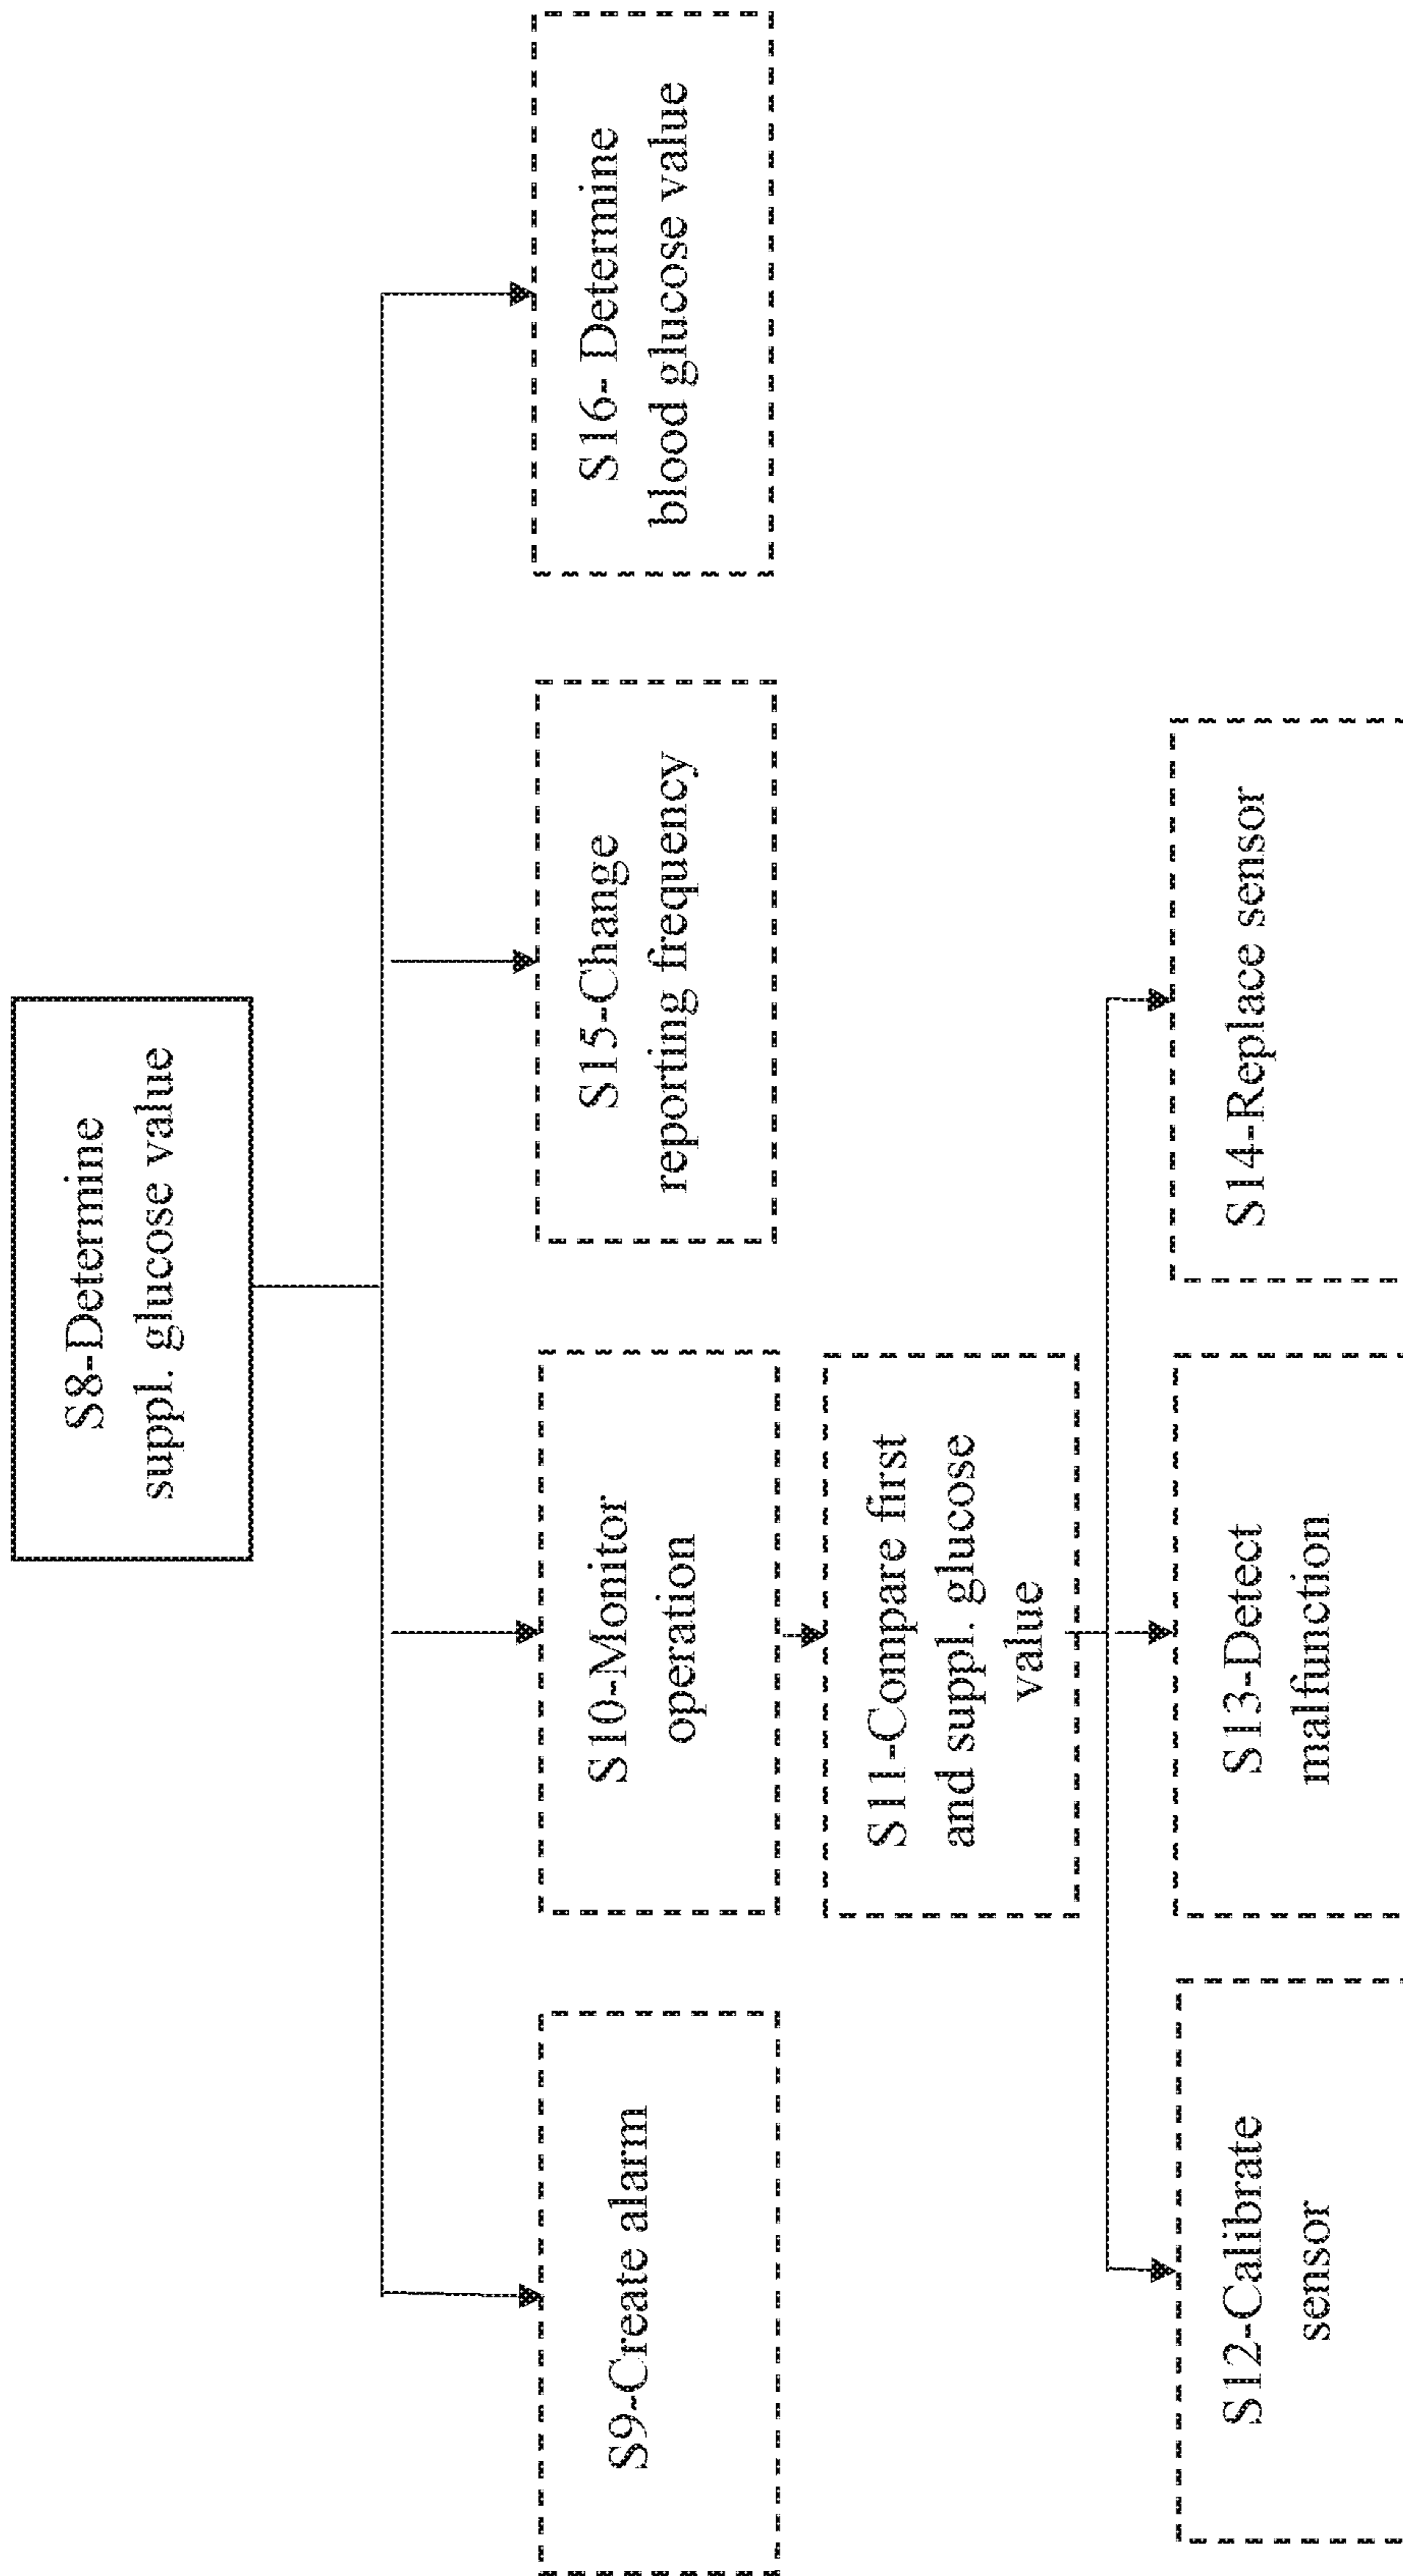 S8-Determine
suppl. glucose value
S9-Create alarm
S10-Monitor
operation
S15-Change
reporting frequency
S16- Determine
blood glucose value
S11-Compare first
and suppl. glucose
value
S12-Calibrate
sensor
S13-Detect
malfunction
S14-Replace sensor